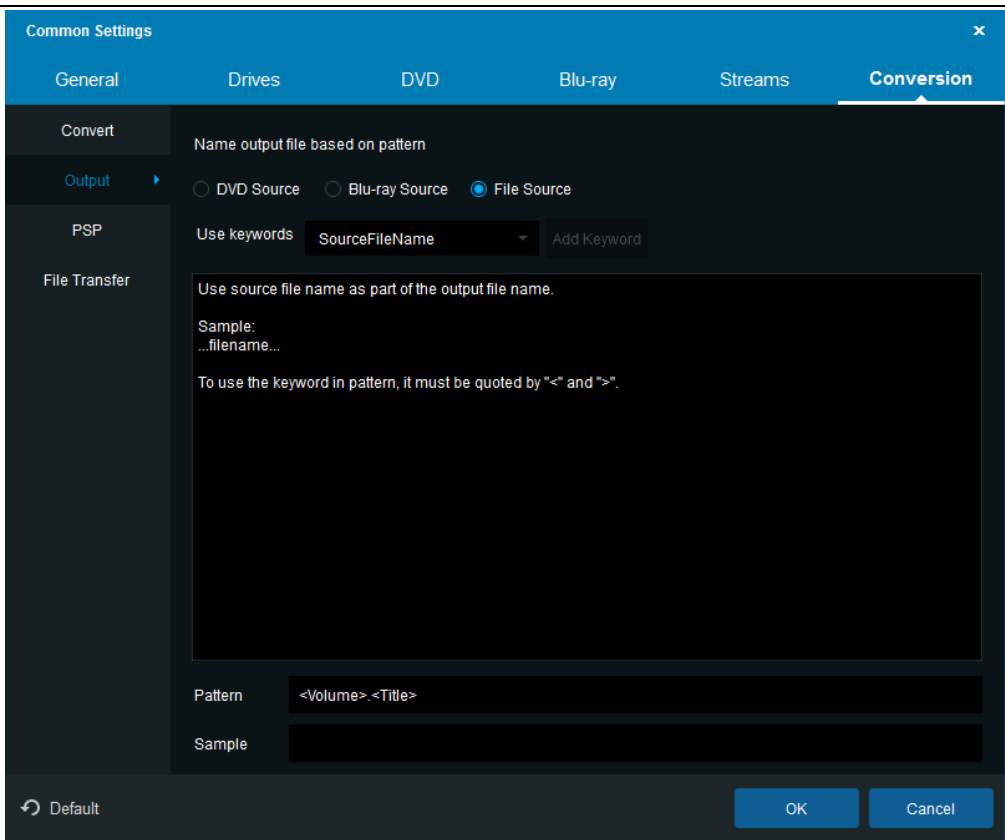 Common Settings
General Drives DVD Blu-ray Streams Conversion
Convert
Output
PSP
File Transfer
Name output file based on pattern
DVD Source Blu-ray Source File Source
Use keywords SourceFileName Add Keyword
Use source file name as part of the output file name.
Sample:
...filename...
To use the keyword in pattern, it must be quoted by "<" and ">".
Pattern <Volume>.<Title>
Sample
Default OK Cancel